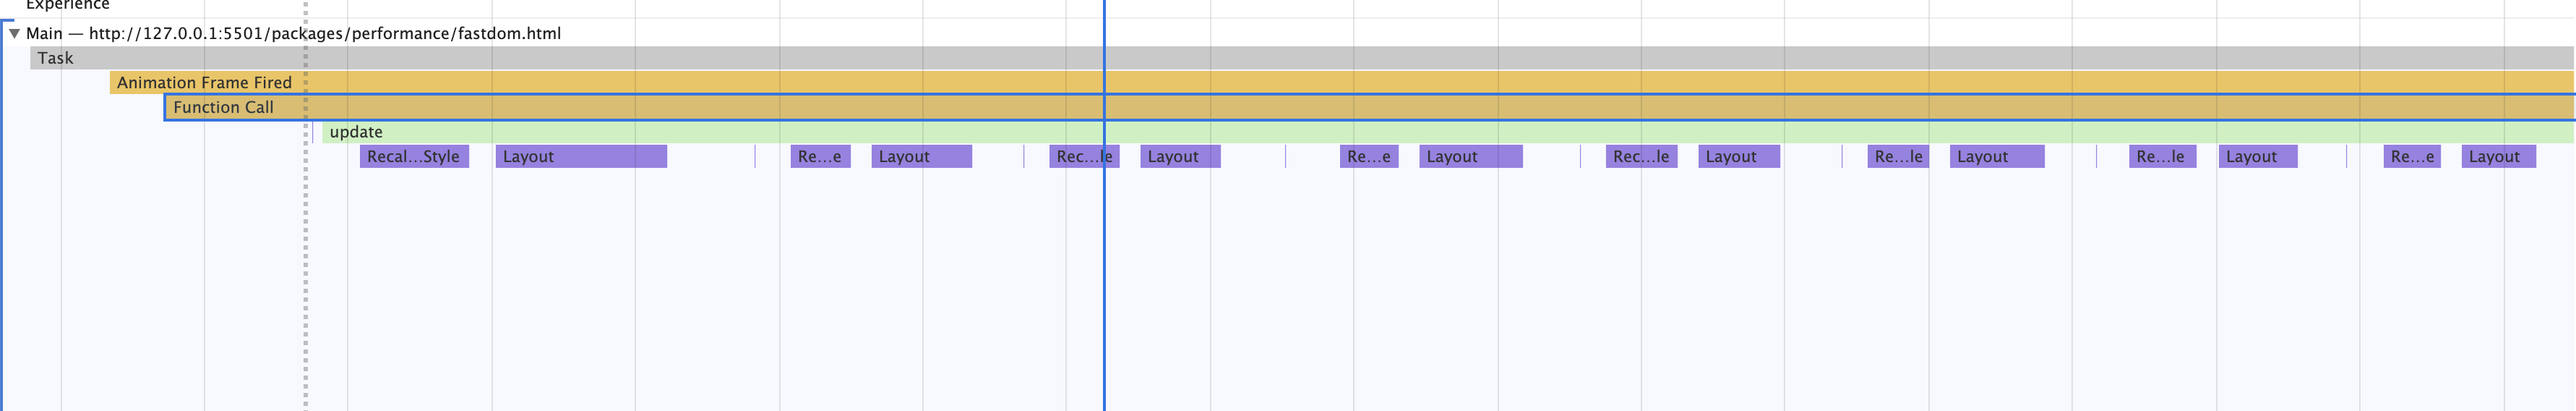 Experience
▼ Main — http://127.0.0.1:5501/packages/performance/fastdom.html
Task
Animation Frame Fired
Function Call
update
Recal...Style Layout Re...e Layout Rec...le Layout Re...e Layout Rec...le Layout Re...le Layout Re...le Layout Re...e Layout